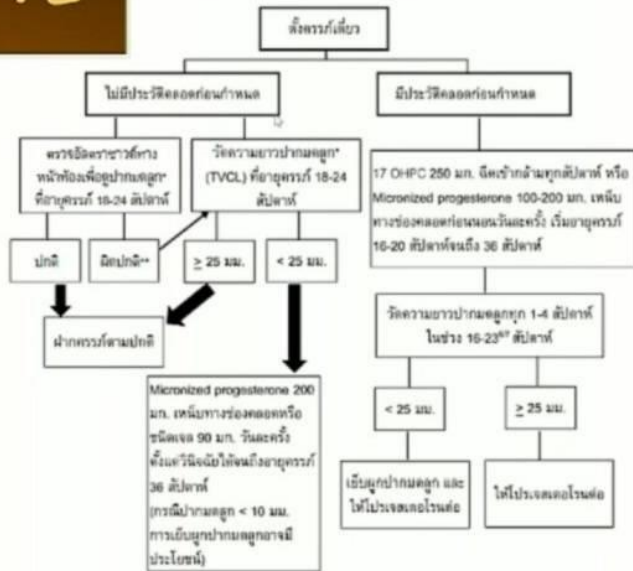 ตั้งครรภ์เดี่ยว
ไม่มีประวัติคลอดก่อนกำหนด
มีประวัติคลอดก่อนกำหนด
ตรวจอัลตราซาวด์ทาง
หน้าท้องเพื่อดูปากมดลูก*
ที่อายุครรภ์ 18-24 สัปดาห์
วัดความยาวปากมดลูก*
(TVCL) ที่อายุครรภ์ 18-24
สัปดาห์
17 OHPC 250 มก. ฉีดเข้ากล้ามทุกสัปดาห์ หรือ
Micronized progesterone 100-200 มก. เหน็บ
ทางช่องคลอดก่อนนอนวันละครั้ง เริ่มอายุครรภ์
16-20 สัปดาห์จนถึง 36 สัปดาห์
ปกติ
ผิดปกติ**
≥ 25 มม.
< 25 มม.
ฝากครรภ์ตามปกติ
วัดความยาวปากมดลูกทุก 1-4 สัปดาห์
ในช่วง 16-23⁶⁄⁷ สัปดาห์
Micronized progesterone 200
มก. เหน็บทางช่องคลอดหรือ
ชนิดเจล 90 มก. วันละครั้ง
ตั้งแต่วินิจฉัยได้จนถึงอายุครรภ์
36 สัปดาห์
(กรณีปากมดลูก < 10 มม.
การเย็บผูกปากมดลูกอาจมี
ประโยชน์)
< 25 มม.
≥ 25 มม.
เย็บผูกปากมดลูก และ
ให้โปรเจสเตอโรนต่อ
ให้โปรเจสเตอโรนต่อ